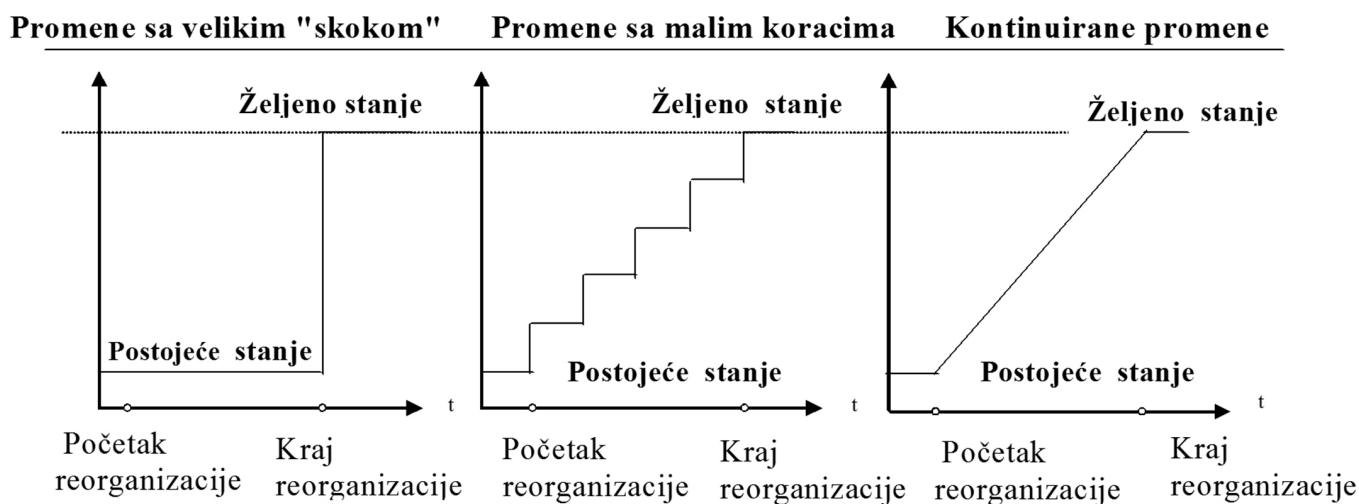 Promene sa velikim "skokom"
Promene sa malim koracima
Kontinuirane promene
Željeno stanje
Postojeće stanje
t
Početak
reorganizacije
Kraj
reorganizacije
Željeno stanje
Postojeće stanje
t
Početak
reorganizacije
Kraj
reorganizacije
Željeno stanje
Postojeće stanje
t
Početak
reorganizacije
Kraj
reorganizacije